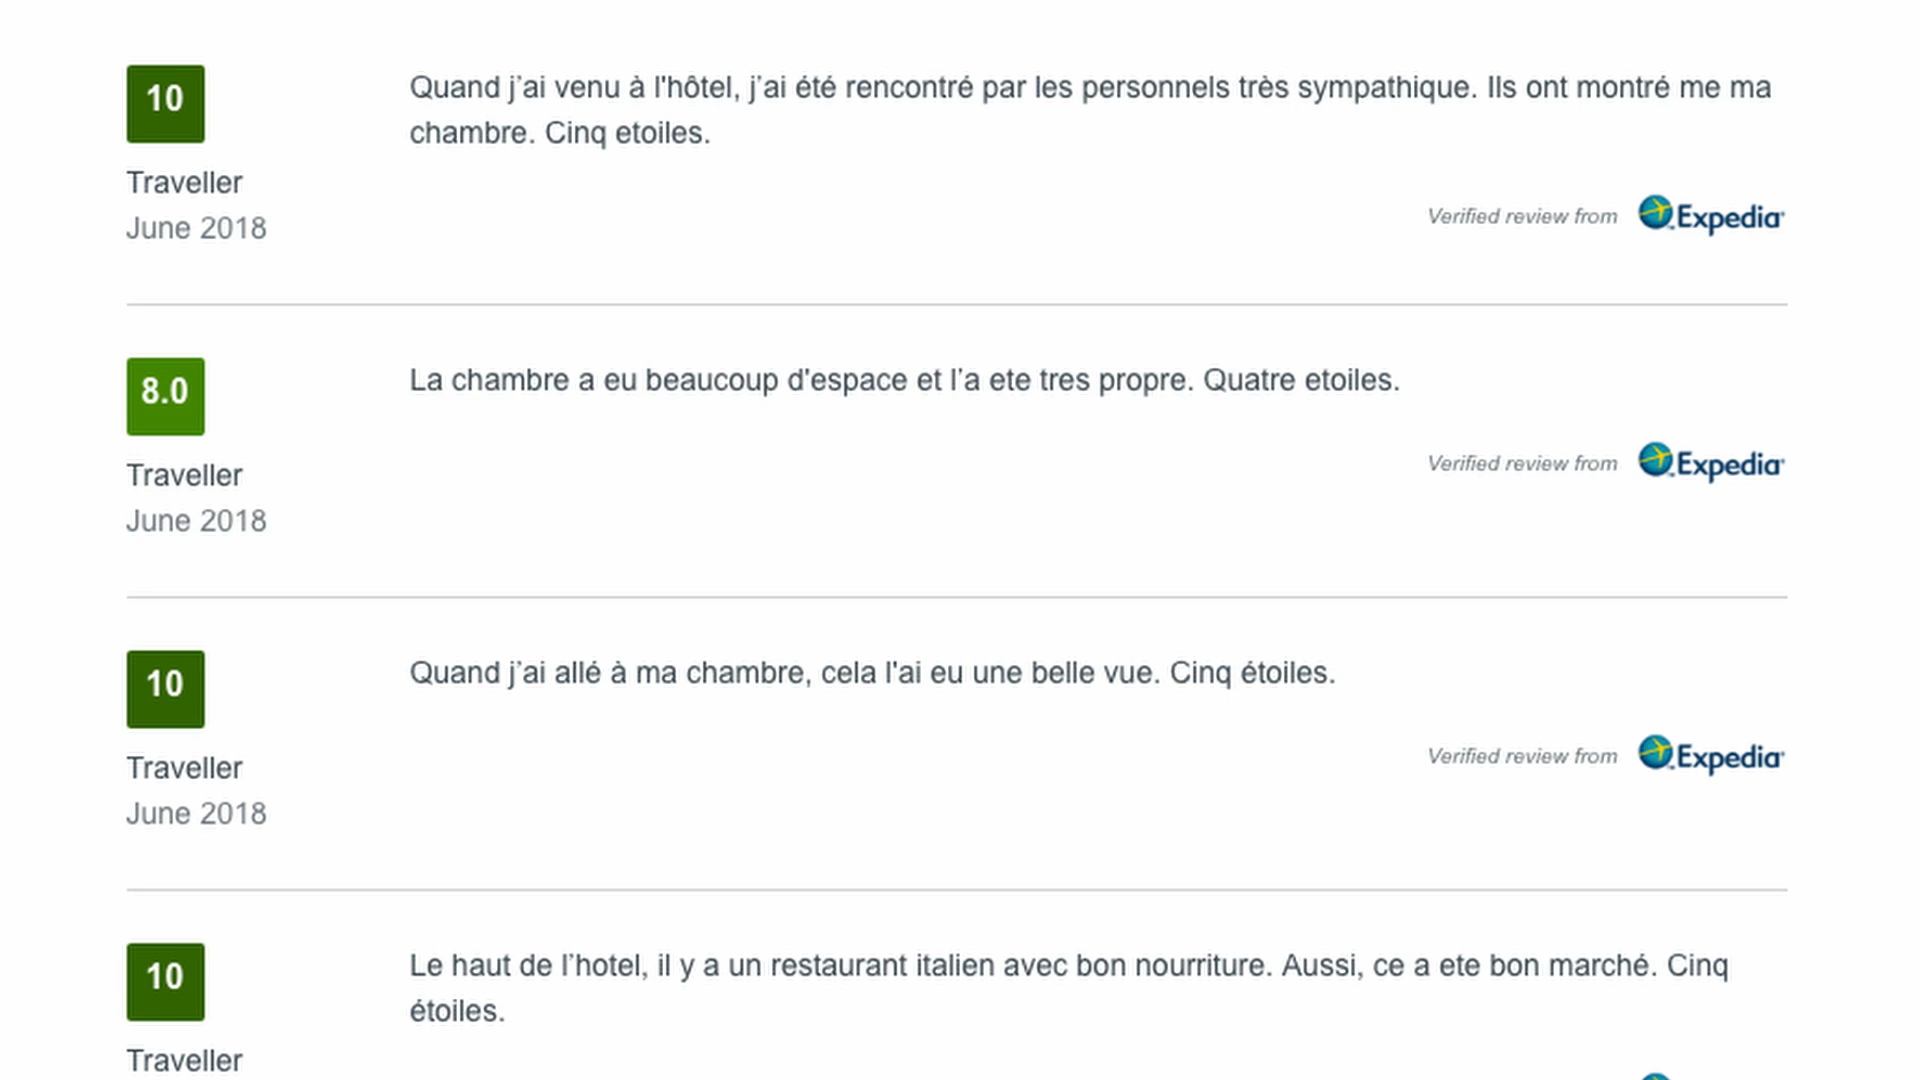 10
Quand j’ai venu à l'hôtel, j’ai été rencontré par les personnels très sympathique. Ils ont montré me ma
chambre. Cinq etoiles.
Traveller
June 2018
Verified review from Expedia
8.0
La chambre a eu beaucoup d'espace et l’a ete tres propre. Quatre etoiles.
Traveller
June 2018
Verified review from Expedia
10
Quand j’ai allé à ma chambre, cela l'ai eu une belle vue. Cinq étoiles.
Traveller
June 2018
Verified review from Expedia
10
Le haut de l’hotel, il y a un restaurant italien avec bon nourriture. Aussi, ce a ete bon marché. Cinq
étoiles.
Traveller